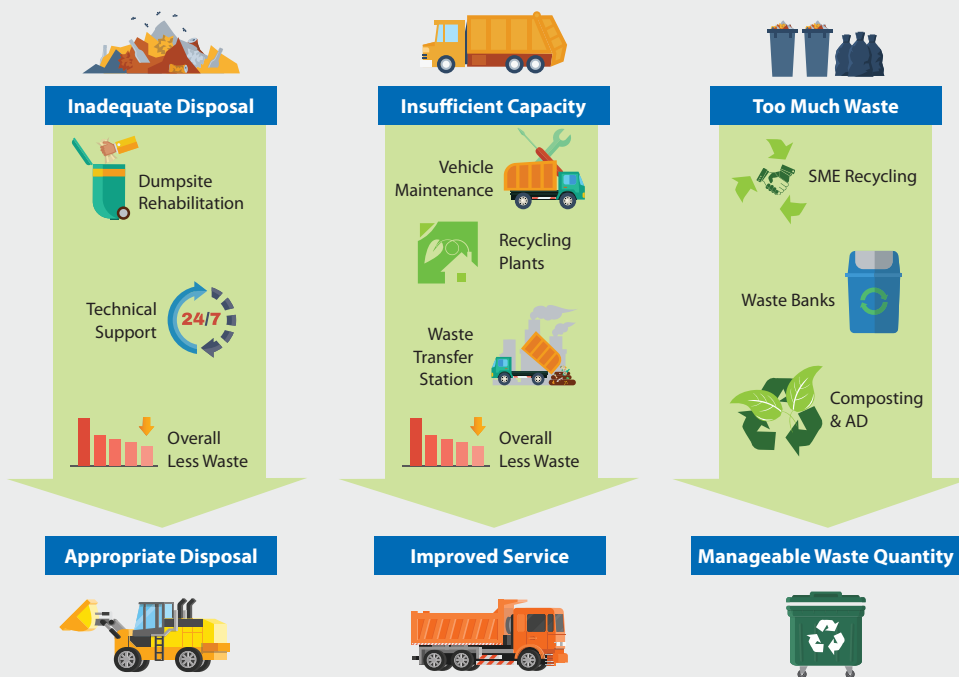 Inadequate Disposal
Dumpsite
Rehabilitation
Technical
Support
24/7
Overall
Less Waste
Appropriate Disposal
Insufficient Capacity
Vehicle
Maintenance
Recycling
Plants
Waste
Transfer
Station
Overall
Less Waste
Improved Service
Too Much Waste
SME Recycling
Waste Banks
Composting
& AD
Manageable Waste Quantity